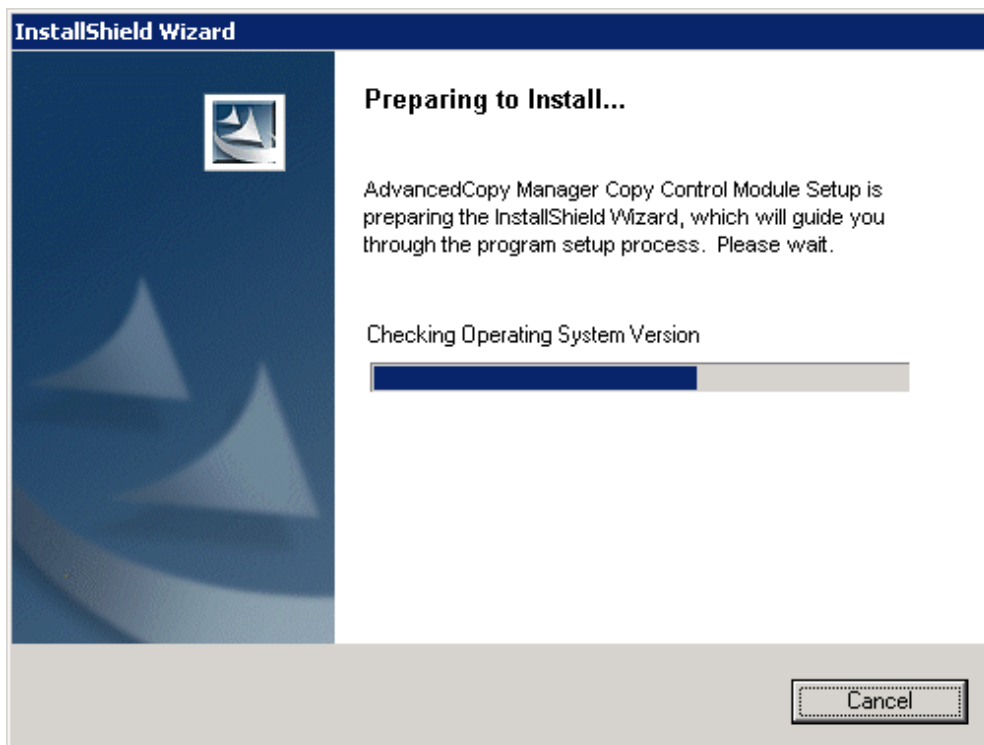 InstallShield Wizard
Preparing to Install...
AdvancedCopy Manager Copy Control Module Setup is
preparing the InstallShield Wizard, which will guide you
through the program setup process.  Please wait.
Checking Operating System Version
Cancel